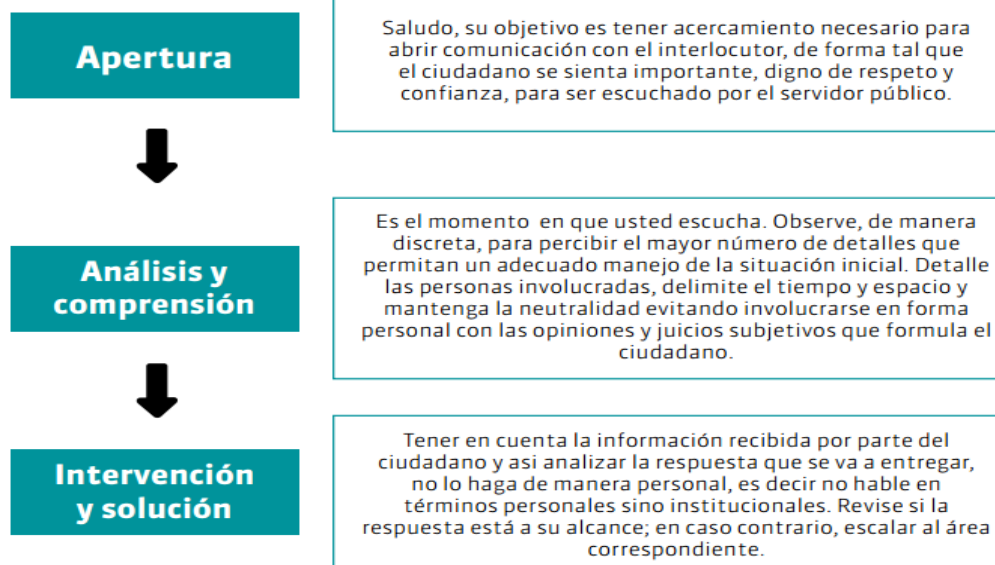 Apertura
Saludo, su objetivo es tener acercamiento necesario para
abrir comunicación con el interlocutor, de forma tal que
el ciudadano se sienta importante, digno de respeto y
confianza, para ser escuchado por el servidor público.
Análisis y
comprensión
Es el momento en que usted escucha. Observe, de manera
discreta, para percibir el mayor número de detalles que
permitan un adecuado manejo de la situación inicial. Detalle
las personas involucradas, delimite el tiempo y espacio y
mantenga la neutralidad evitando involucrarse en forma
personal con las opiniones y juicios subjetivos que formula el
ciudadano.
Intervención
y solución
Tener en cuenta la información recibida por parte del
ciudadano y asi analizar la respuesta que se va a entregar,
no lo haga de manera personal, es decir no hable en
términos personales sino institucionales. Revise si la
respuesta está a su alcance; en caso contrario, escalar al área
correspondiente.